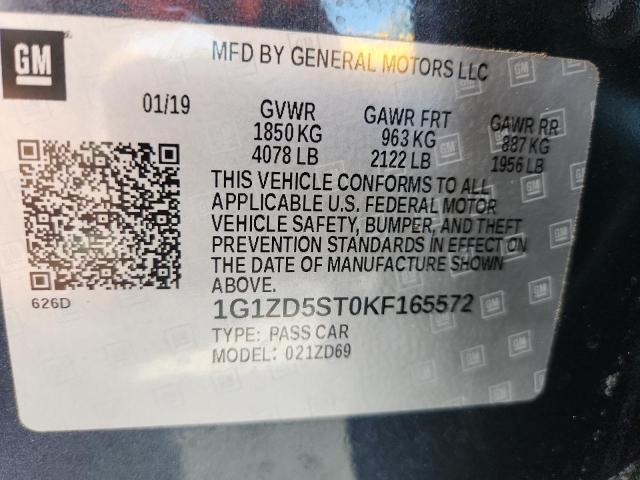 GM
MFD BY GENERAL MOTORS LLC
01/19 GVWR GAWR FRT GAWR RR
1850 KG 963 KG 887 KG
4078 LB 2122 LB 1956 LB
THIS VEHICLE CONFORMS TO ALL
APPLICABLE U.S. FEDERAL MOTOR
VEHICLE SAFETY, BUMPER, AND THEFT
PREVENTION STANDARDS IN EFFECT ON
THE DATE OF MANUFACTURE SHOWN
ABOVE.
626D
1G1ZD5ST0KF165572
TYPE: PASS CAR
MODEL: 021ZD69